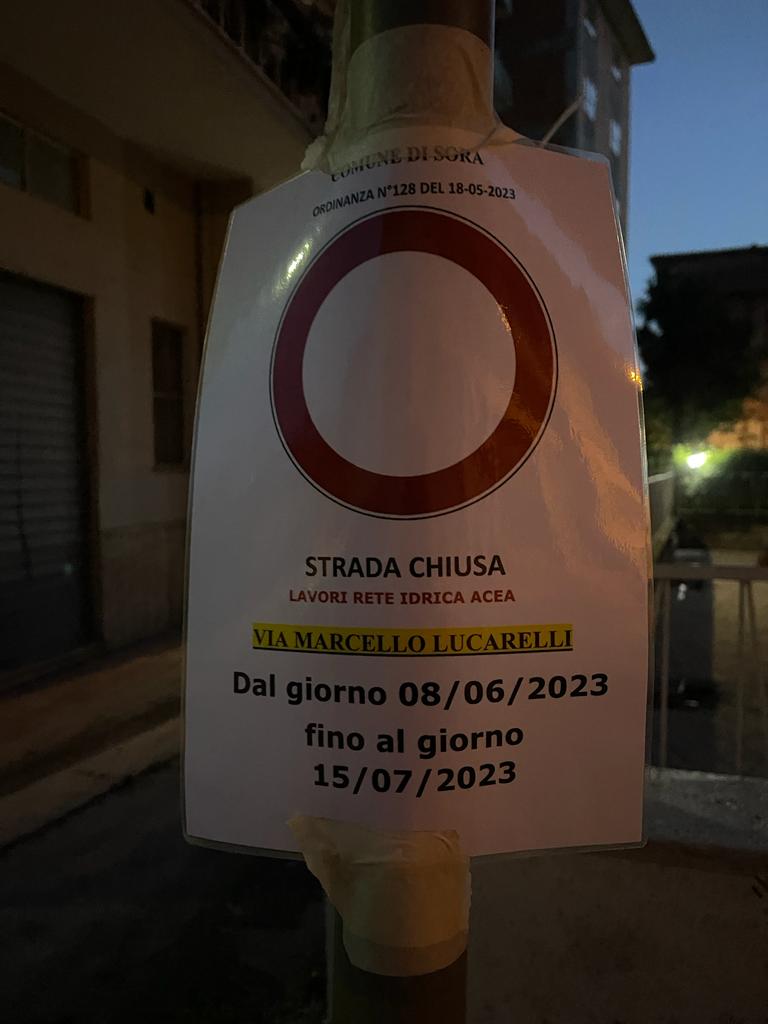 COMUNE DI SORA
ORDINANZA N°128 DEL 18-05-2023
STRADA CHIUSA
LAVORI RETE IDRICA ACEA
VIA MARCELLO LUCARELLI
Dal giorno 08/06/2023
fino al giorno
15/07/2023